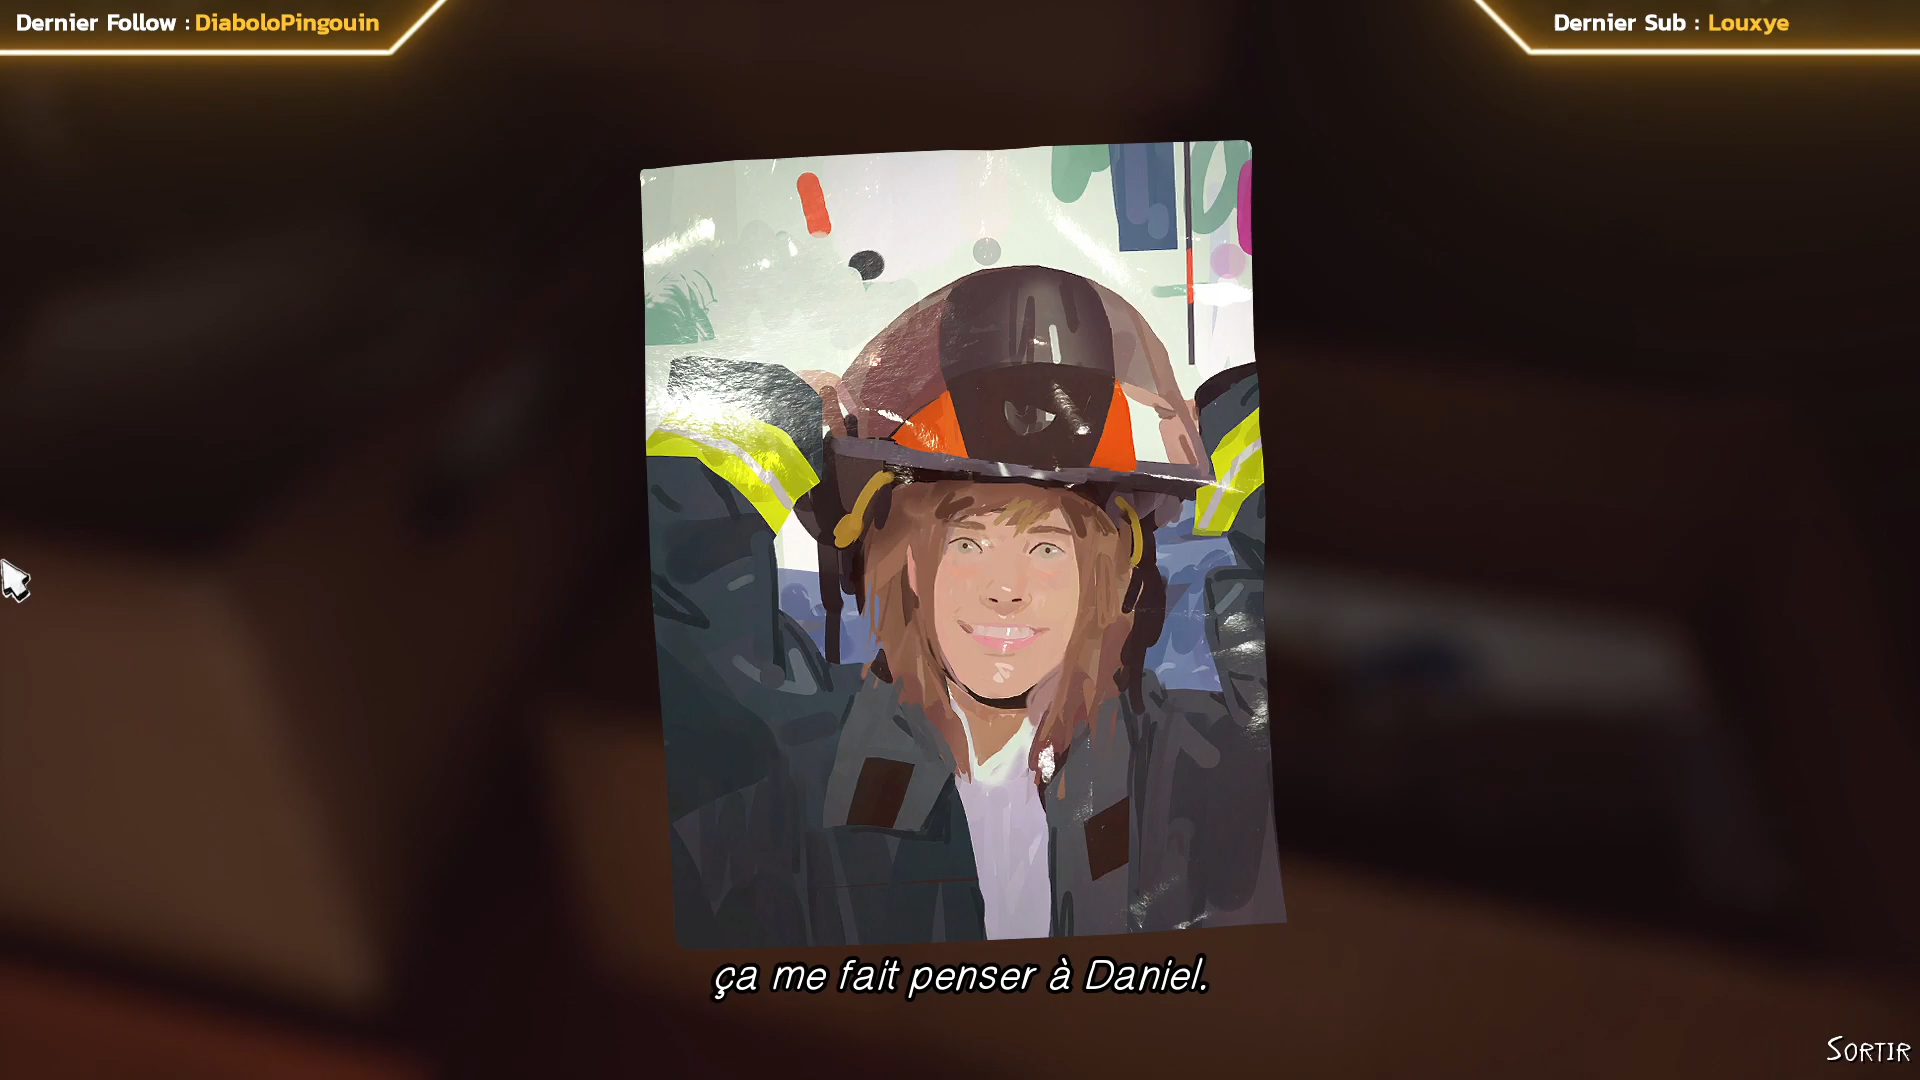 Dernier Follow : DiaboloPingouin
Dernier Sub : Louxye
ça me fait penser à Daniel.
SORTIR